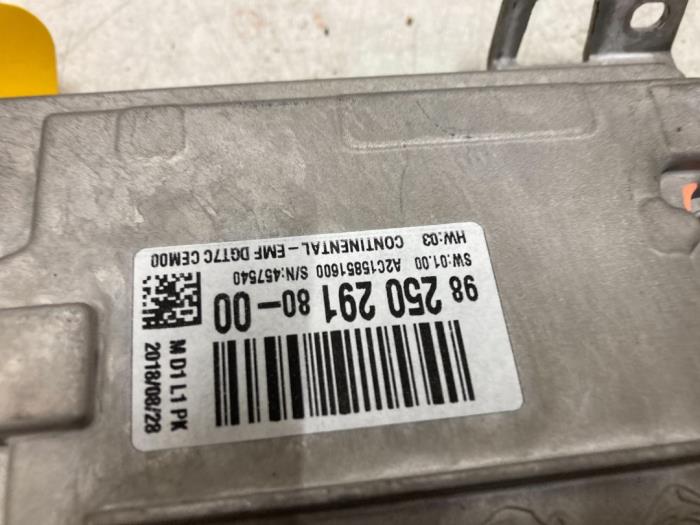 CONTINENTAL - EMF DGT7C CEM00
HW:03
SW:01.00 A2C15851600 S/N:457540
98 250 291 80-00
M D1 L1 PK
2018/08/28